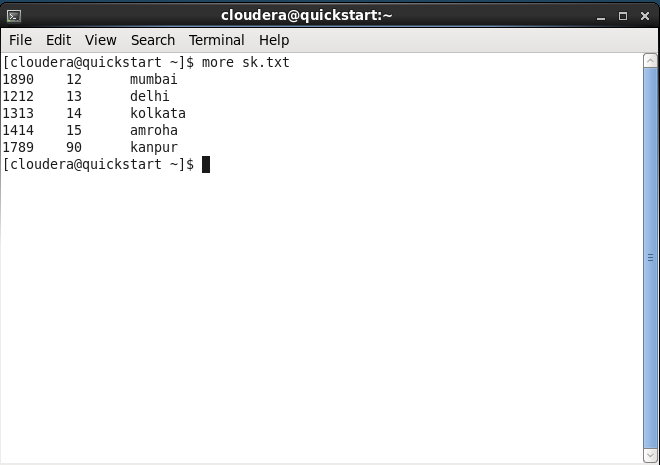 cloudera@quickstart:~
File Edit View Search Terminal Help
[cloudera@quickstart ~]$ more sk.txt
1890    12      mumbai
1212    13      delhi
1313    14      kolkata
1414    15      amroha
1789    90      kanpur
[cloudera@quickstart ~]$